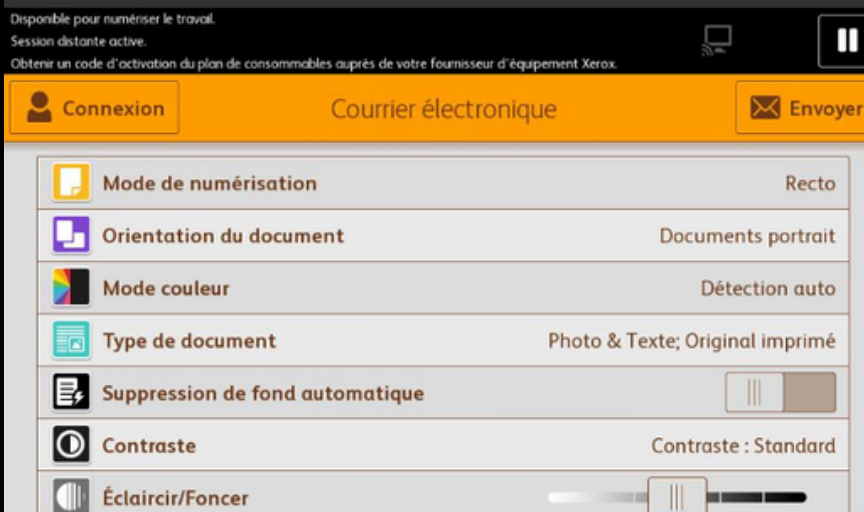 Disponible pour numériser le travail.
Session distante active.
Obtenir un code d'activation du plan de consommables auprès de votre fournisseur d'équipement Xerox.
Connexion Courrier électronique Envoyer
Mode de numérisation Recto
Orientation du document Documents portrait
Mode couleur Détection auto
Type de document Photo & Texte; Original imprimé
Suppression de fond automatique
Contraste Contraste : Standard
Éclaircir/Foncer